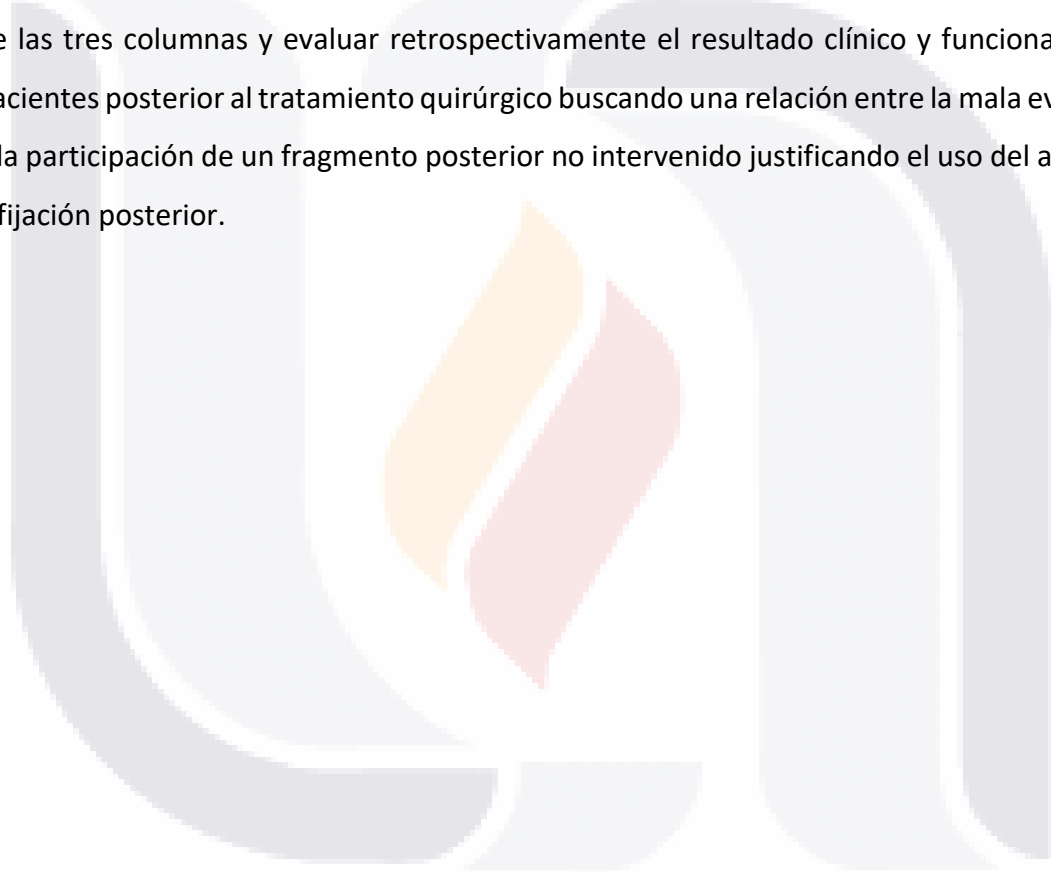 e las tres columnas y evaluar retrospectivamente el resultado clínico y funciona
acientes posterior al tratamiento quirúrgico buscando una relación entre la mala ev
la participación de un fragmento posterior no intervenido justificando el uso del a
fijación posterior.